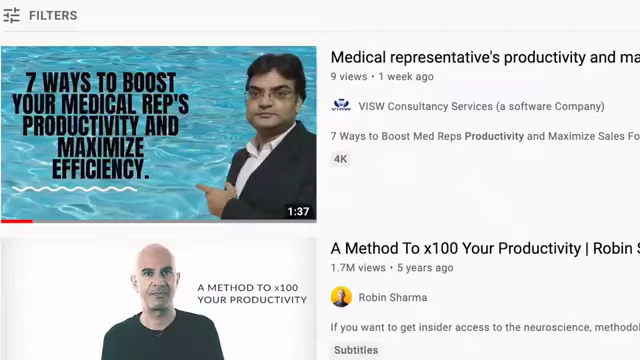 FILTERS
7 WAYS TO BOOST
YOUR MEDICAL REP'S
PRODUCTIVITY AND
MAXIMIZE
EFFICIENCY.
1:37
Medical representative's productivity and ma
9 views • 1 week ago
VISW
VISW Consultancy Services (a software Company)
7 Ways to Boost Med Reps Productivity and Maximize Sales Fo
4K
A METHOD TO x100
YOUR PRODUCTIVITY
A Method To x100 Your Productivity | Robin S
1.7M views • 5 years ago
Robin Sharma
If you want to get insider access to the neuroscience, methodol
Subtitles